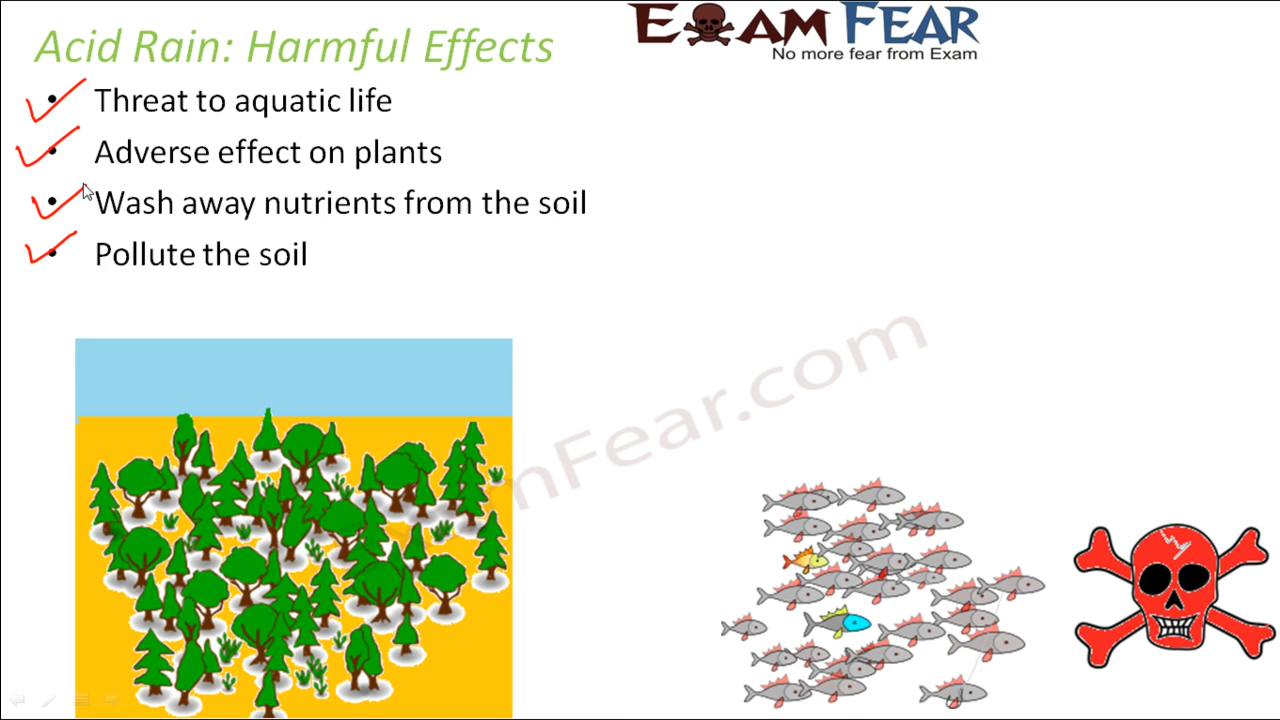 Acid Rain: Harmful Effects
EXAM FEAR
No more fear from Exam
• Threat to aquatic life
• Adverse effect on plants
• Wash away nutrients from the soil
• Pollute the soil
mFear.com